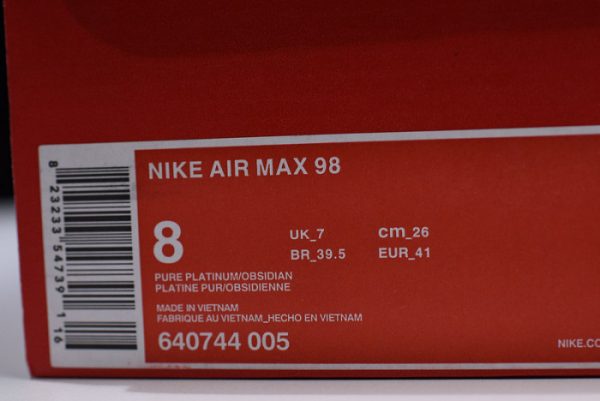 NIKE AIR MAX 98
8
UK_7 cm_26
BR_39.5 EUR_41
PURE PLATINUM/OBSIDIAN
PLATINE PUR/OBSIDIENNE
MADE IN VIETNAM
FABRIQUE AU VIETNAM_HECHO EN VIETNAM
640744 005
NIKE.CO
8 23233 54739 1 16